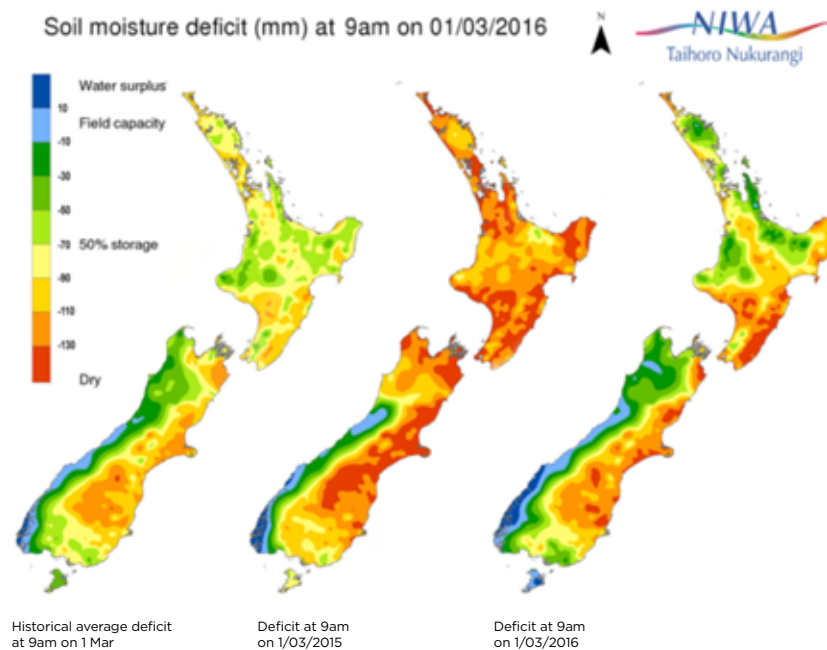 Soil moisture deficit (mm) at 9am on 01/03/2016
N
NIWA
Taihoro Nukurangi
Water surplus
10
Field capacity
-10
-30
-50
50% storage
-70
-90
-110
-130
Dry
Historical average deficit
at 9am on 1 Mar
Deficit at 9am
on 1/03/2015
Deficit at 9am
on 1/03/2016